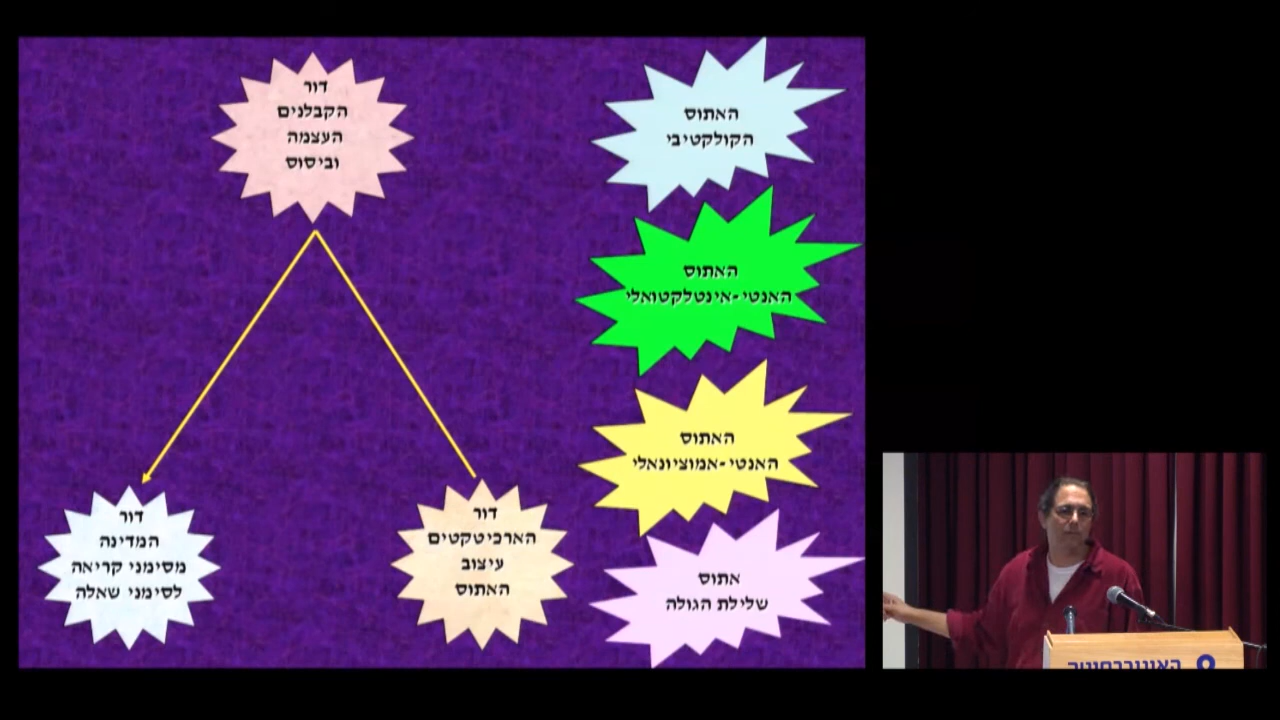 האתוס
הקולקטיבי
האתוס
האנטי-אינטלקטואלי
האתוס
האנטי-אמוציונאלי
אתוס
שלילת הגולה
דור
הקבלנים
העצמה
וביסוס
דור
הארכיטקטים
עיצוב
האתוס
דור
המדינה
מסימני קריאה
לסימני שאלה
האוניברסיטה